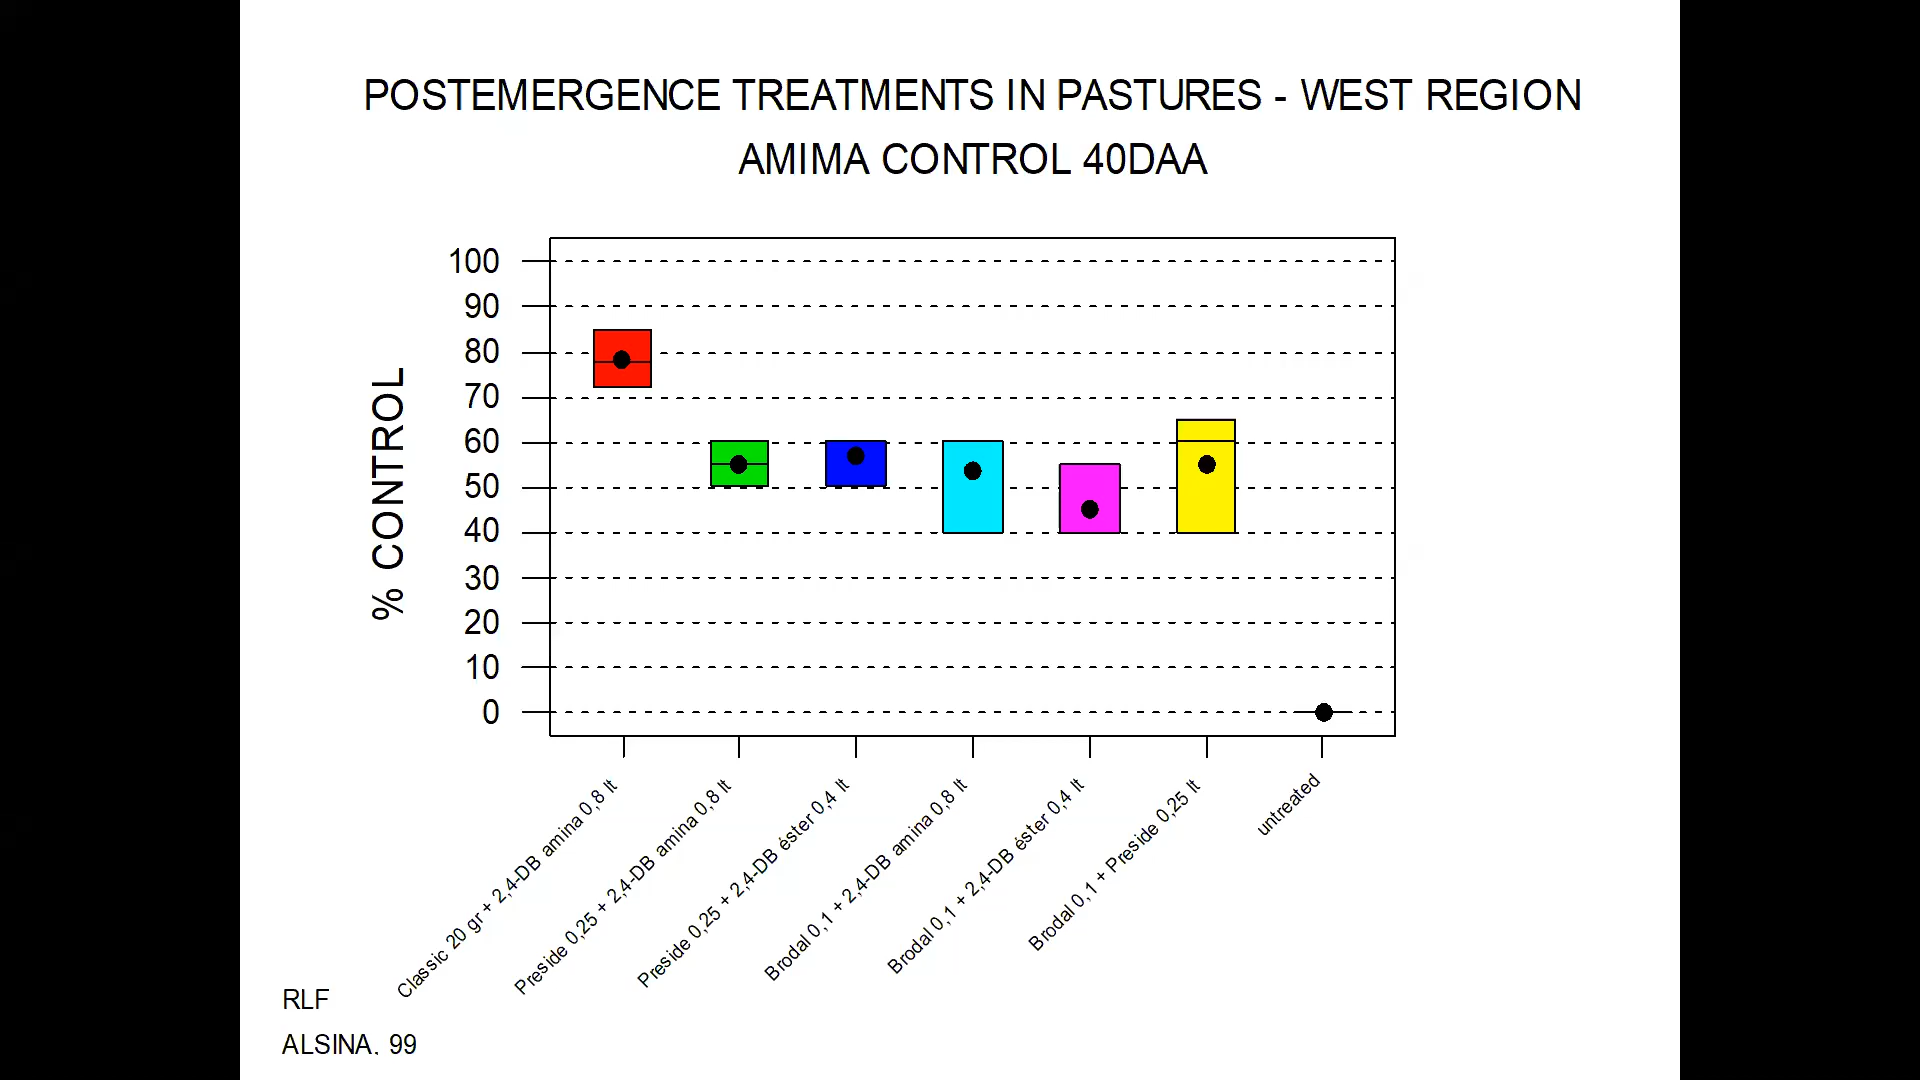 POSTEMERGENCE TREATMENTS IN PASTURES - WEST REGION
AMIMA CONTROL 40DAA
% CONTROL
100
90
80
70
60
50
40
30
20
10
0
Classic 20 gr + 2,4-DB amina 0,8 lt
Preside 0,25 + 2,4-DB amina 0,8 lt
Preside 0,25 + 2,4-DB éster 0,4 lt
Brodal 0,1 + 2,4-DB amina 0,8 lt
Brodal 0,1 + 2,4-DB éster 0,4 lt
Brodal 0,1 + Preside 0,25 lt
untreated
RLF
ALSINA. 99